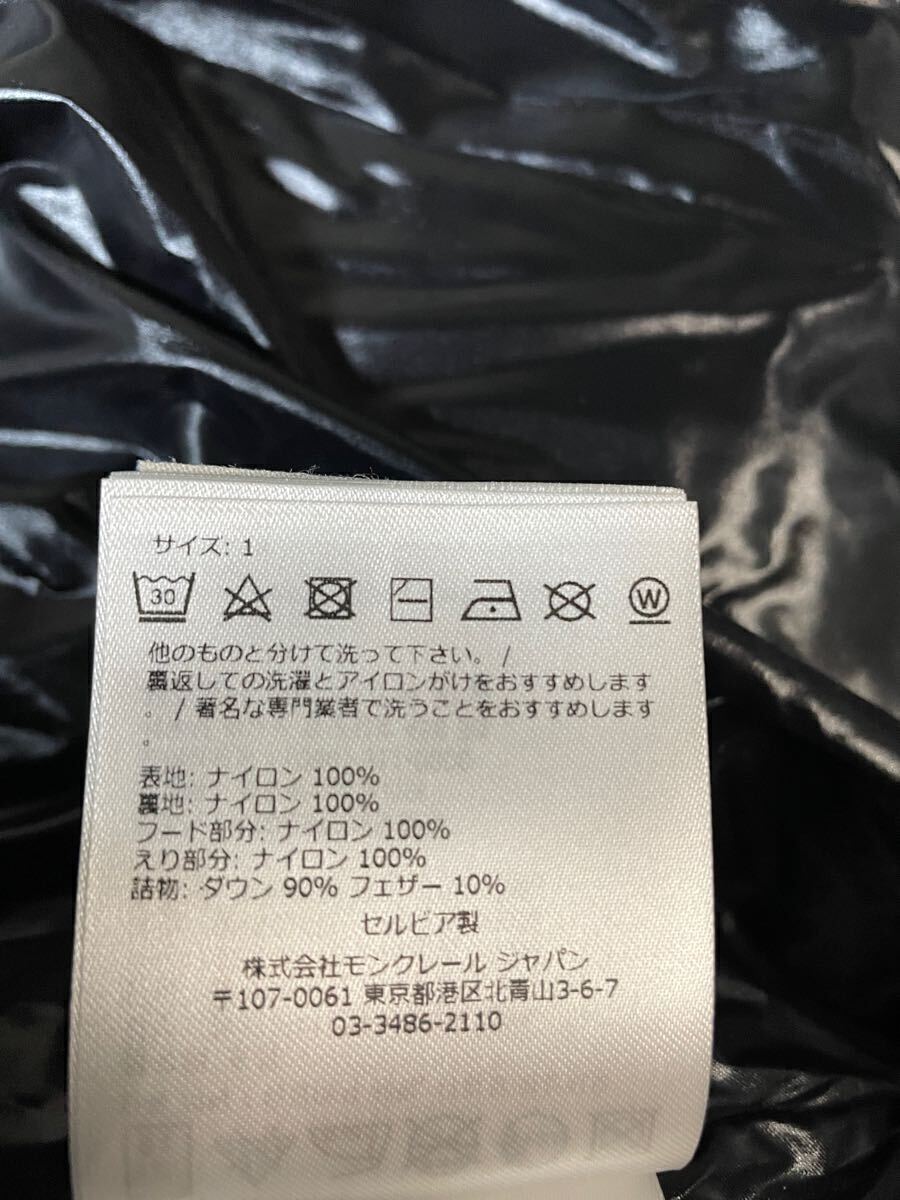 サイズ: 1
30 W
他のものと分けて洗って下さい。 /
裏返しての洗濯とアイロンがけをおすすめします
。 / 著名な専門業者で洗うことをおすすめします
。
表地: ナイロン 100%
裏地: ナイロン 100%
フード部分: ナイロン 100%
えり部分: ナイロン 100%
詰物: ダウン 90% フェザー 10%
セルビア製
株式会社モンクレール ジャパン
〒107-0061 東京都港区北青山3-6-7
03-3486-2110